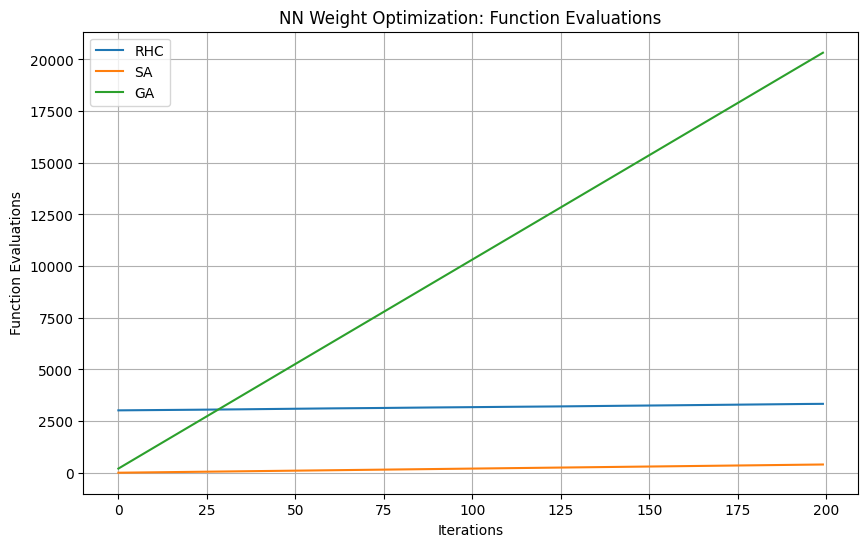 NN Weight Optimization: Function Evaluations
RHC
SA
GA
20000
17500
15000
12500
10000
7500
5000
2500
0
Function Evaluations
0 25 50 75 100 125 150 175 200
Iterations